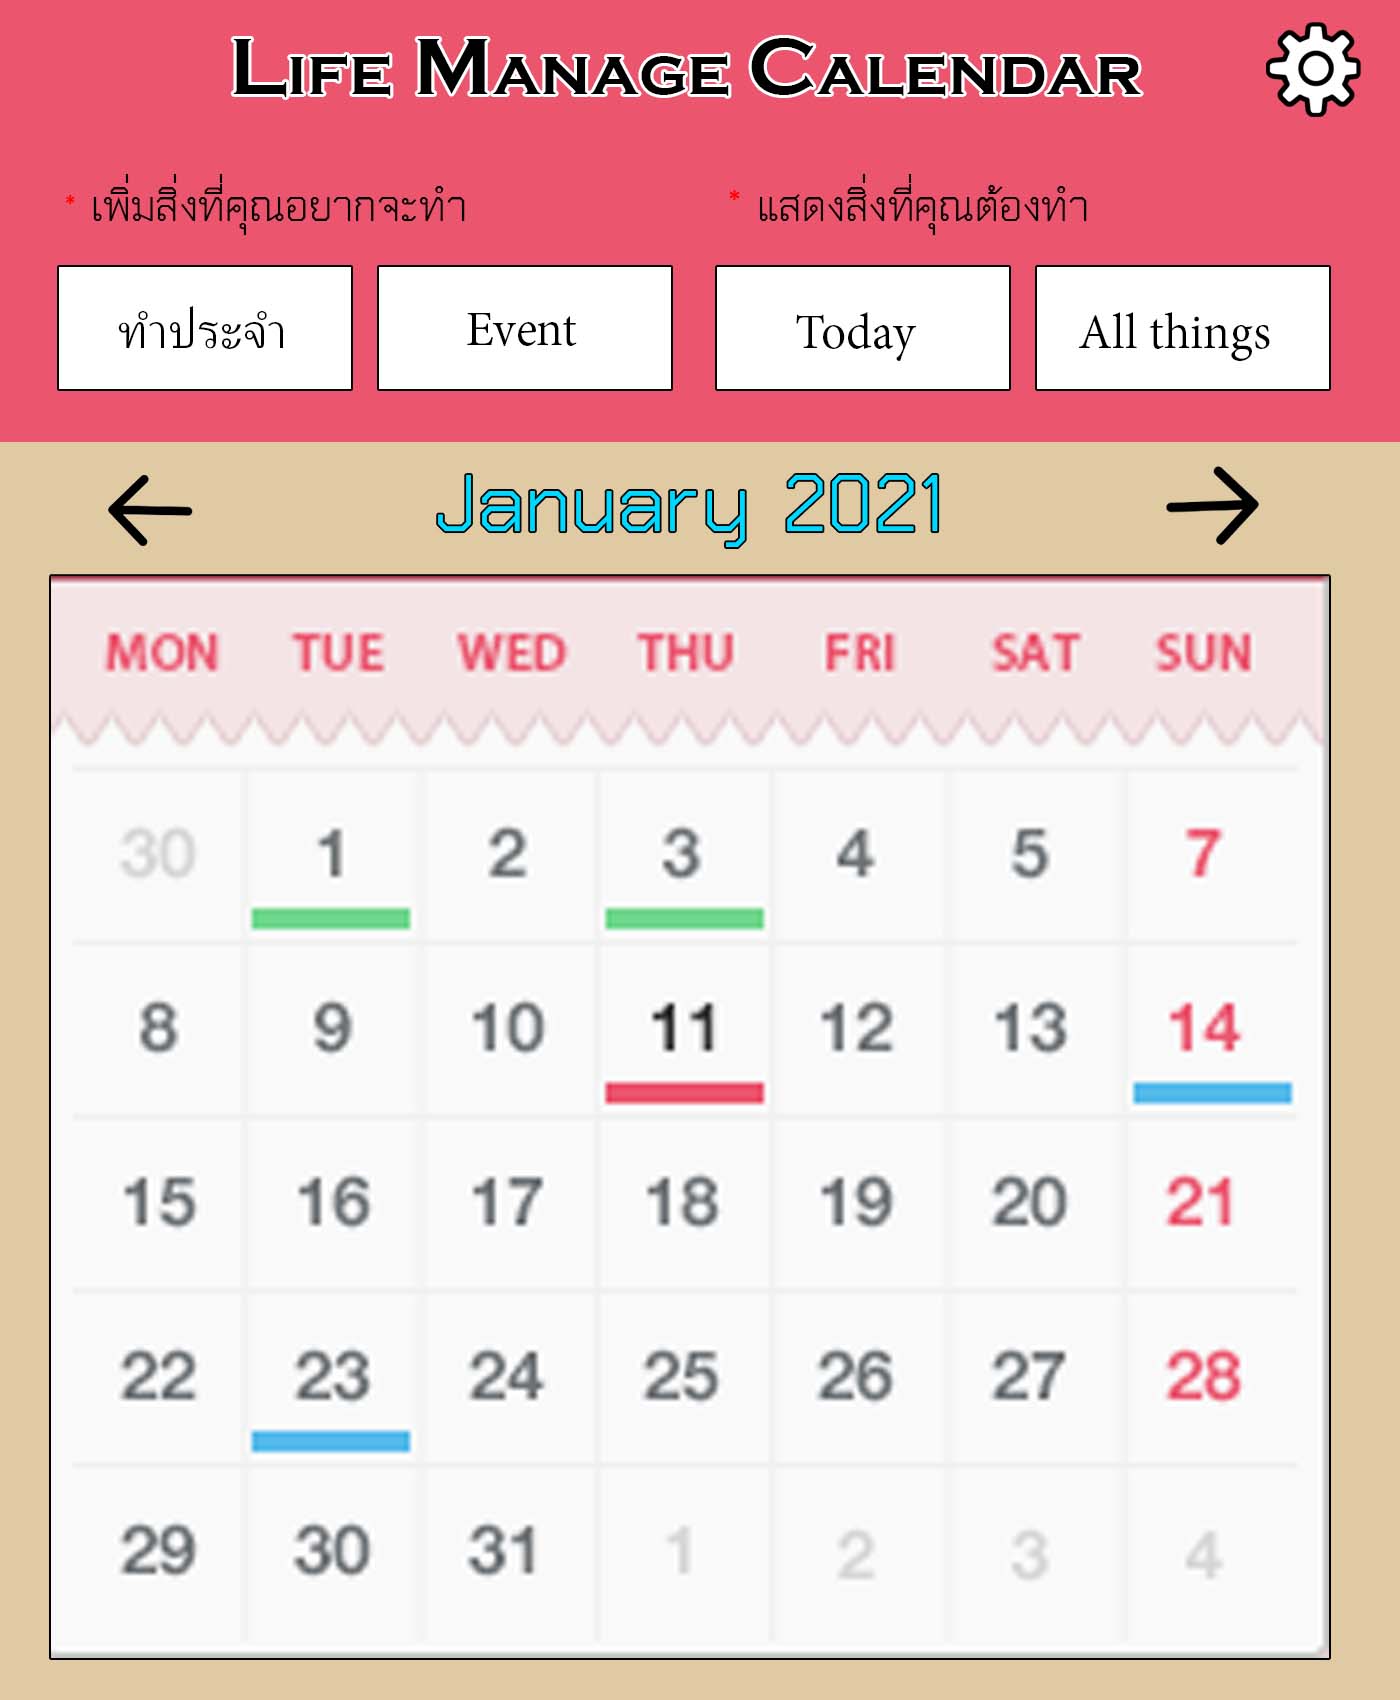 Life Manage Calendar
* เพิ่มสิ่งที่คุณอยากจะทำ
* แสดงสิ่งที่คุณต้องทำ
ทำประจำ Event Today All things
January 2021
MON TUE WED THU FRI SAT SUN
30 1 2 3 4 5 7
8 9 10 11 12 13 14
15 16 17 18 19 20 21
22 23 24 25 26 27 28
29 30 31 1 2 3 4